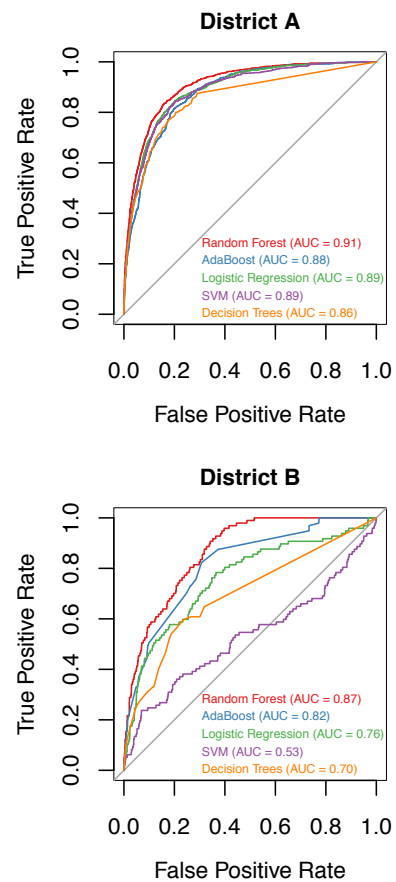 District A
True Positive Rate
1.0
0.8
0.6
0.4
0.2
0.0
Random Forest (AUC = 0.91)
AdaBoost (AUC = 0.88)
Logistic Regression (AUC = 0.89)
SVM (AUC = 0.89)
Decision Trees (AUC = 0.86)
0.0 0.2 0.4 0.6 0.8 1.0
False Positive Rate
District B
True Positive Rate
1.0
0.8
0.6
0.4
0.2
0.0
Random Forest (AUC = 0.87)
AdaBoost (AUC = 0.82)
Logistic Regression (AUC = 0.76)
SVM (AUC = 0.53)
Decision Trees (AUC = 0.70)
0.0 0.2 0.4 0.6 0.8 1.0
False Positive Rate